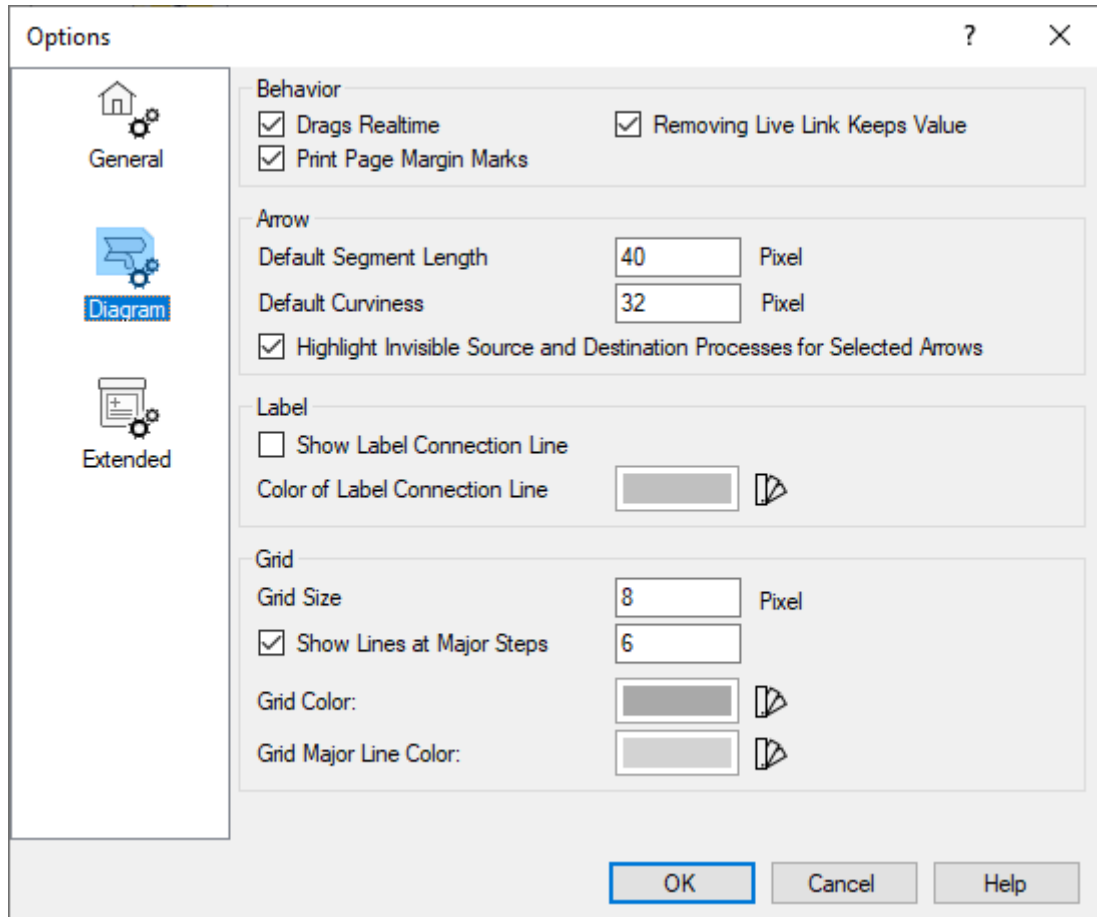 Options
General
Diagram
Extended
Behavior
Drags Realtime Removing Live Link Keeps Value
Print Page Margin Marks
Arrow
Default Segment Length 40 Pixel
Default Curviness 32 Pixel
Highlight Invisible Source and Destination Processes for Selected Arrows
Label
Show Label Connection Line
Color of Label Connection Line
Grid
Grid Size 8 Pixel
Show Lines at Major Steps 6
Grid Color:
Grid Major Line Color:
OK Cancel Help